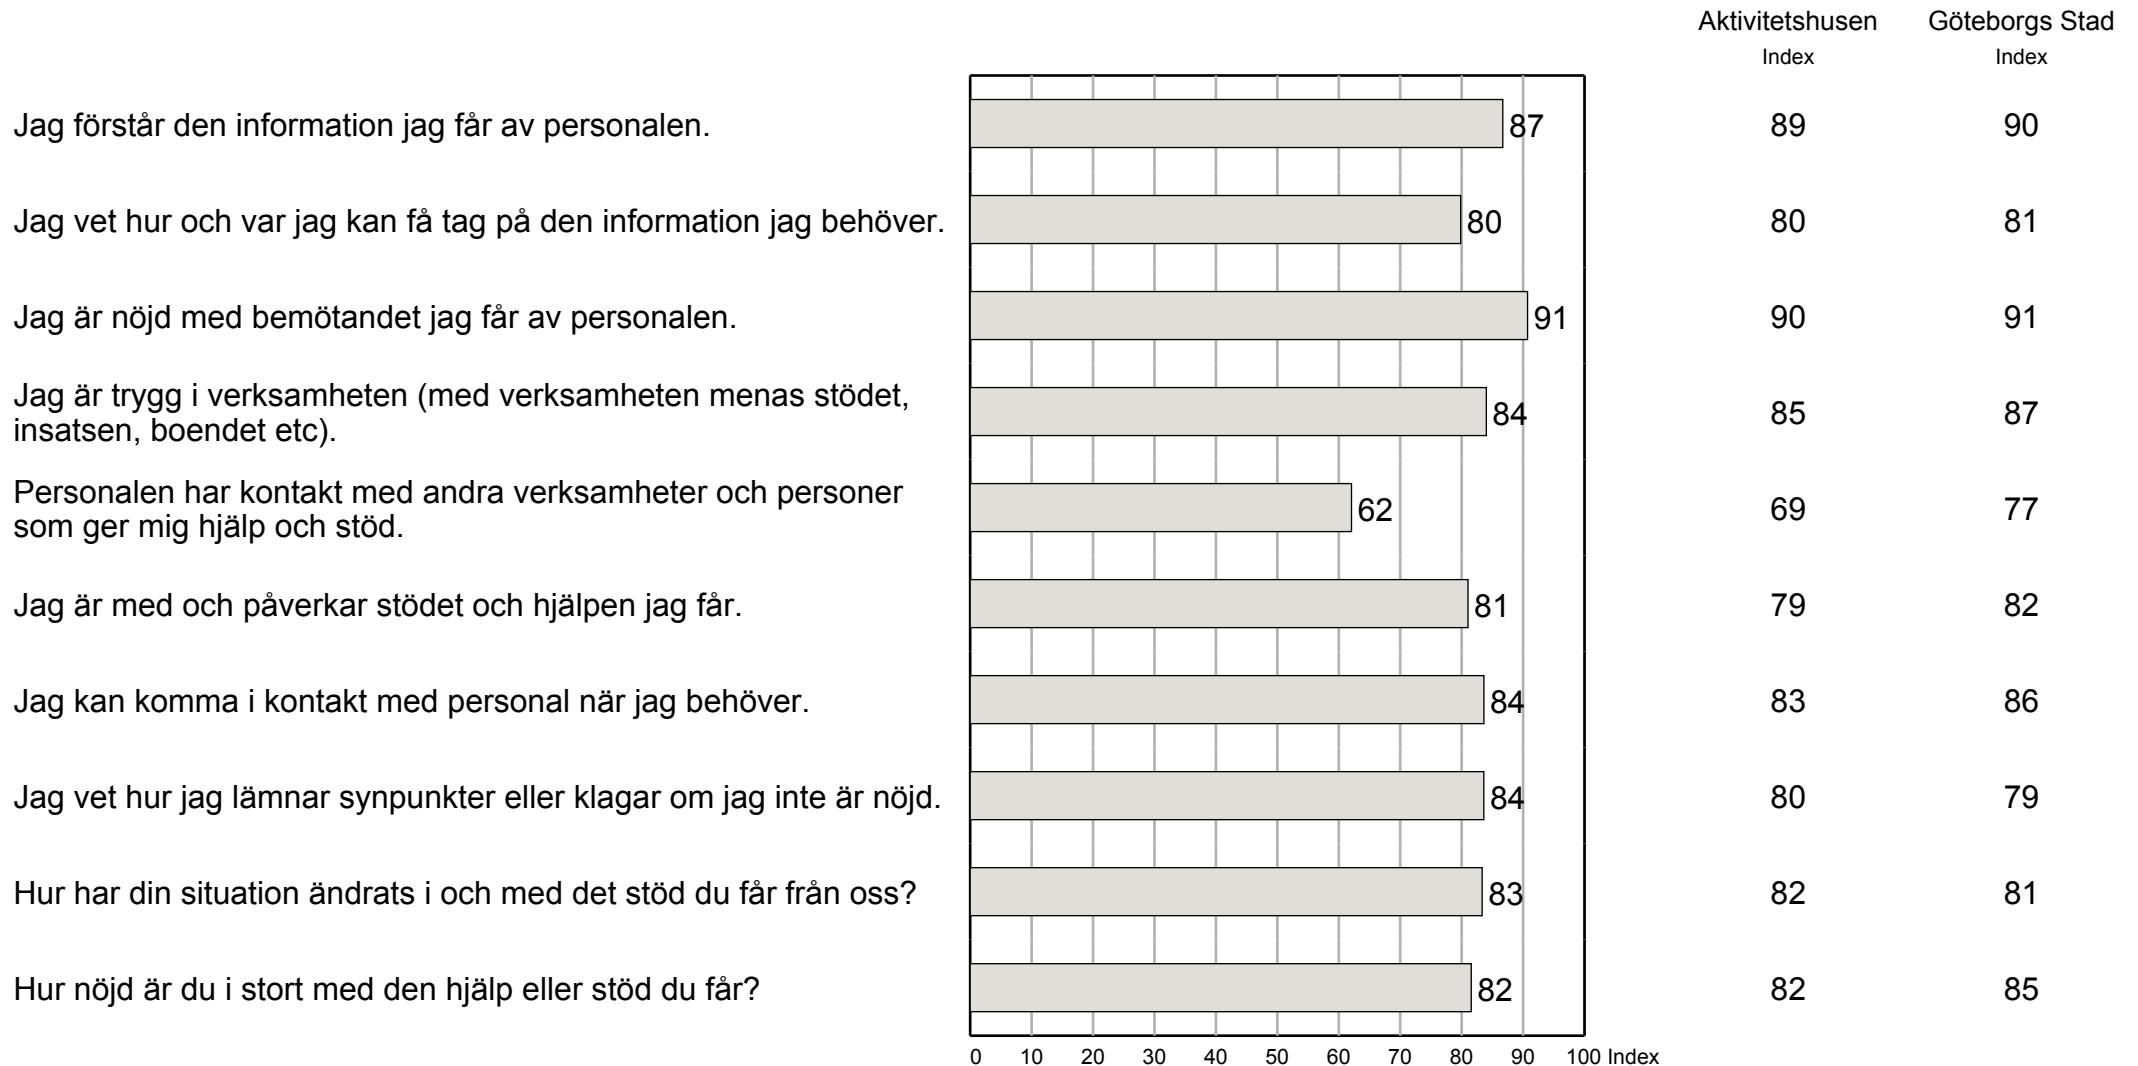 Aktivitetshusen Göteborgs Stad
Index Index
Jag förstår den information jag får av personalen. 87 89 90
Jag vet hur och var jag kan få tag på den information jag behöver. 80 80 81
Jag är nöjd med bemötandet jag får av personalen. 91 90 91
Jag är trygg i verksamheten (med verksamheten menas stödet,
insatsen, boendet etc). 84 85 87
Personalen har kontakt med andra verksamheter och personer
som ger mig hjälp och stöd. 62 69 77
Jag är med och påverkar stödet och hjälpen jag får. 81 79 82
Jag kan komma i kontakt med personal när jag behöver. 84 83 86
Jag vet hur jag lämnar synpunkter eller klagar om jag inte är nöjd. 84 80 79
Hur har din situation ändrats i och med det stöd du får från oss? 83 82 81
Hur nöjd är du i stort med den hjälp eller stöd du får? 82 82 85
0 10 20 30 40 50 60 70 80 90 100 Index